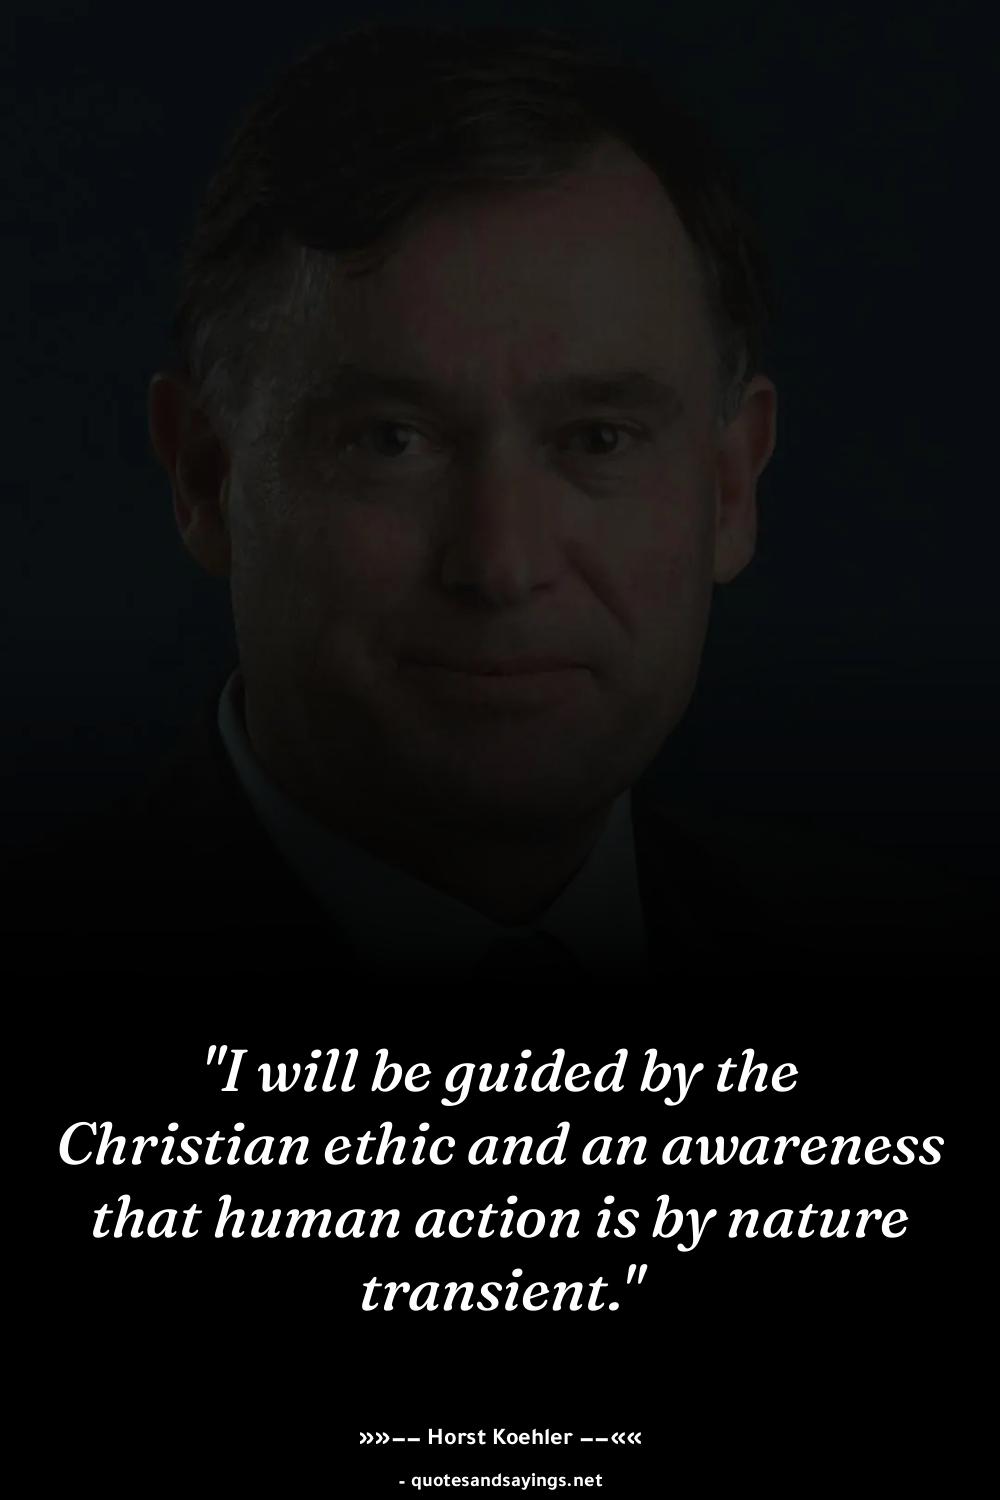 "I will be guided by the
Christian ethic and an awareness
that human action is by nature
transient."
»»−− Horst Koehler −−««
- quotesandsayings.net